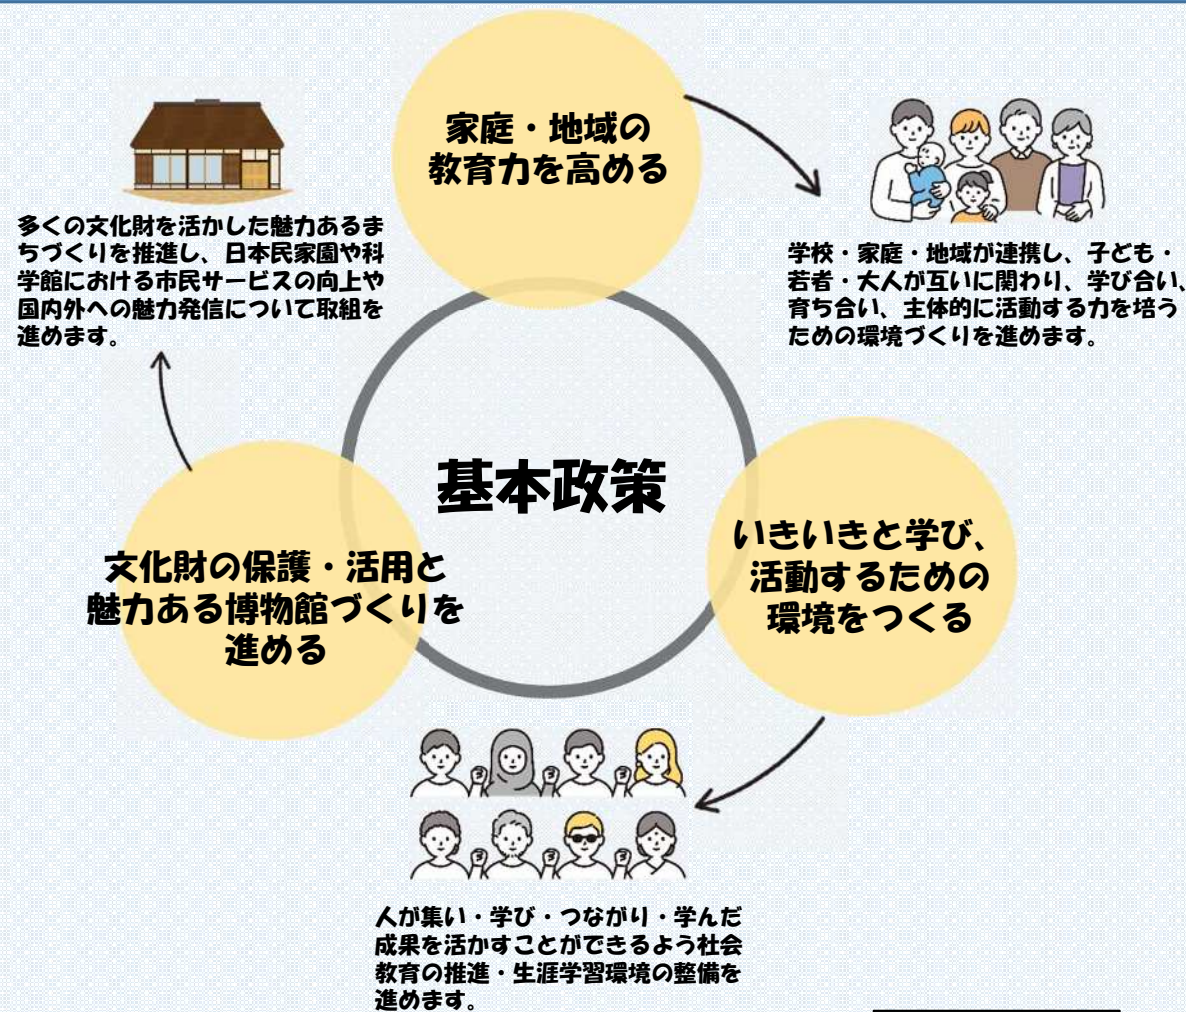 家庭・地域の
教育力を高める
多くの文化財を活かした魅力あるま
ちづくりを推進し、日本民家園や科
学館における市民サービスの向上や
国内外への魅力発信について取組を
進めます。
学校・家庭・地域が連携し、子ども・
若者・大人が互いに関わり、学び合い、
育ち合い、主体的に活動する力を培う
ための環境づくりを進めます。
基本政策
文化財の保護・活用と
魅力ある博物館づくりを
進める
いきいきと学び、
活動するための
環境をつくる
人が集い・学び・つながり・学んだ
成果を活かすことができるよう社会
教育の推進・生涯学習環境の整備を
進めます。